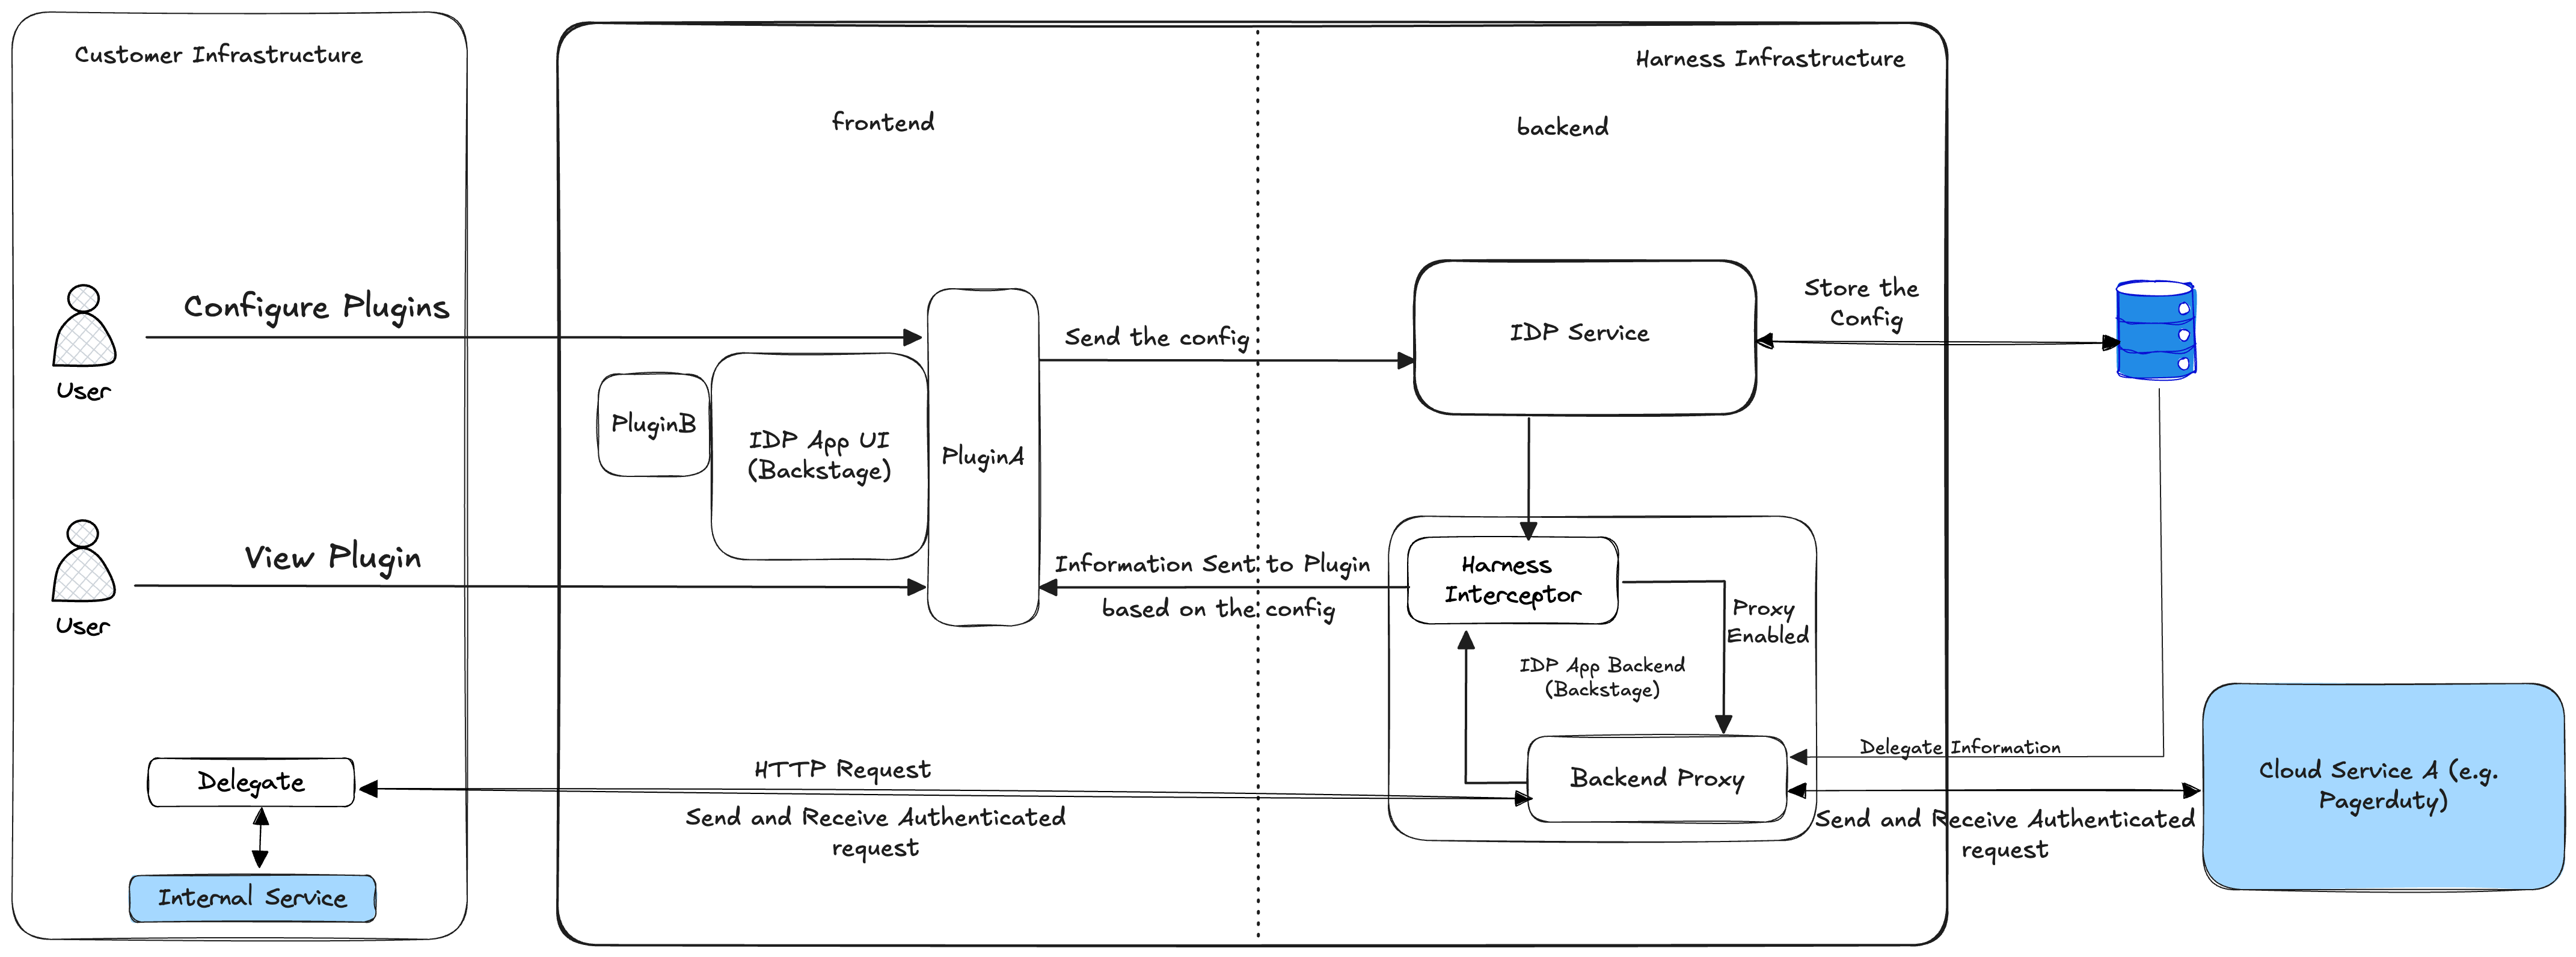 Customer Infrastructure
Harness Infrastructure
frontend
backend
Configure Plugins
User
Send the config
IDP Service
Store the
Config
PluginB
IDP App UI
(Backstage)
PluginA
View Plugin
User
Information Sent to Plugin
based on the config
Harness
Interceptor
Proxy
Enabled
IDP App Backend
(Backstage)
Delegate
HTTP Request
Send and Receive Authenticated
request
Backend Proxy
Delegate Information
Send and Receive Authenticated
request
Cloud Service A (e.g.
Pagerduty)
Internal Service